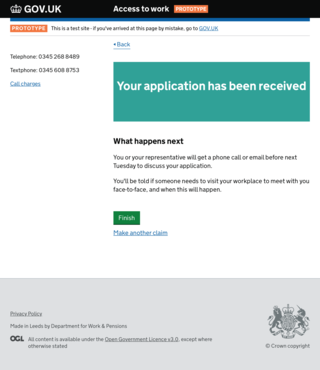 GOV.UK Access to work PROTOTYPE
PROTOTYPE This is a test site - if you've arrived at this page by mistake, go to GOV.UK
Back
Telephone: 0345 268 8489
Textphone: 0345 608 8753
Call charges
Your application has been received
What happens next
You or your representative will get a phone call or email before next
Tuesday to discuss your application.
You'll be told if someone needs to visit your workplace to meet with you
face-to-face, and when this will happen.
Finish
Make another claim
Privacy Policy
Made in Leeds by Department for Work & Pensions
OGL All content is available under the Open Government Licence v3.0, except where
otherwise stated
© Crown copyright